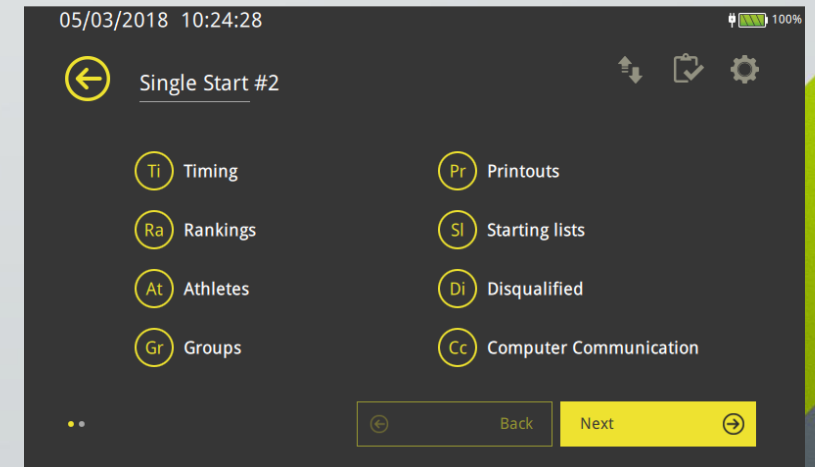 05/03/2018 10:24:28 100%
Single Start #2
Ti Timing
Pr Printouts
Ra Rankings
Sl Starting lists
At Athletes
Di Disqualified
Gr Groups
Cc Computer Communication
Back Next